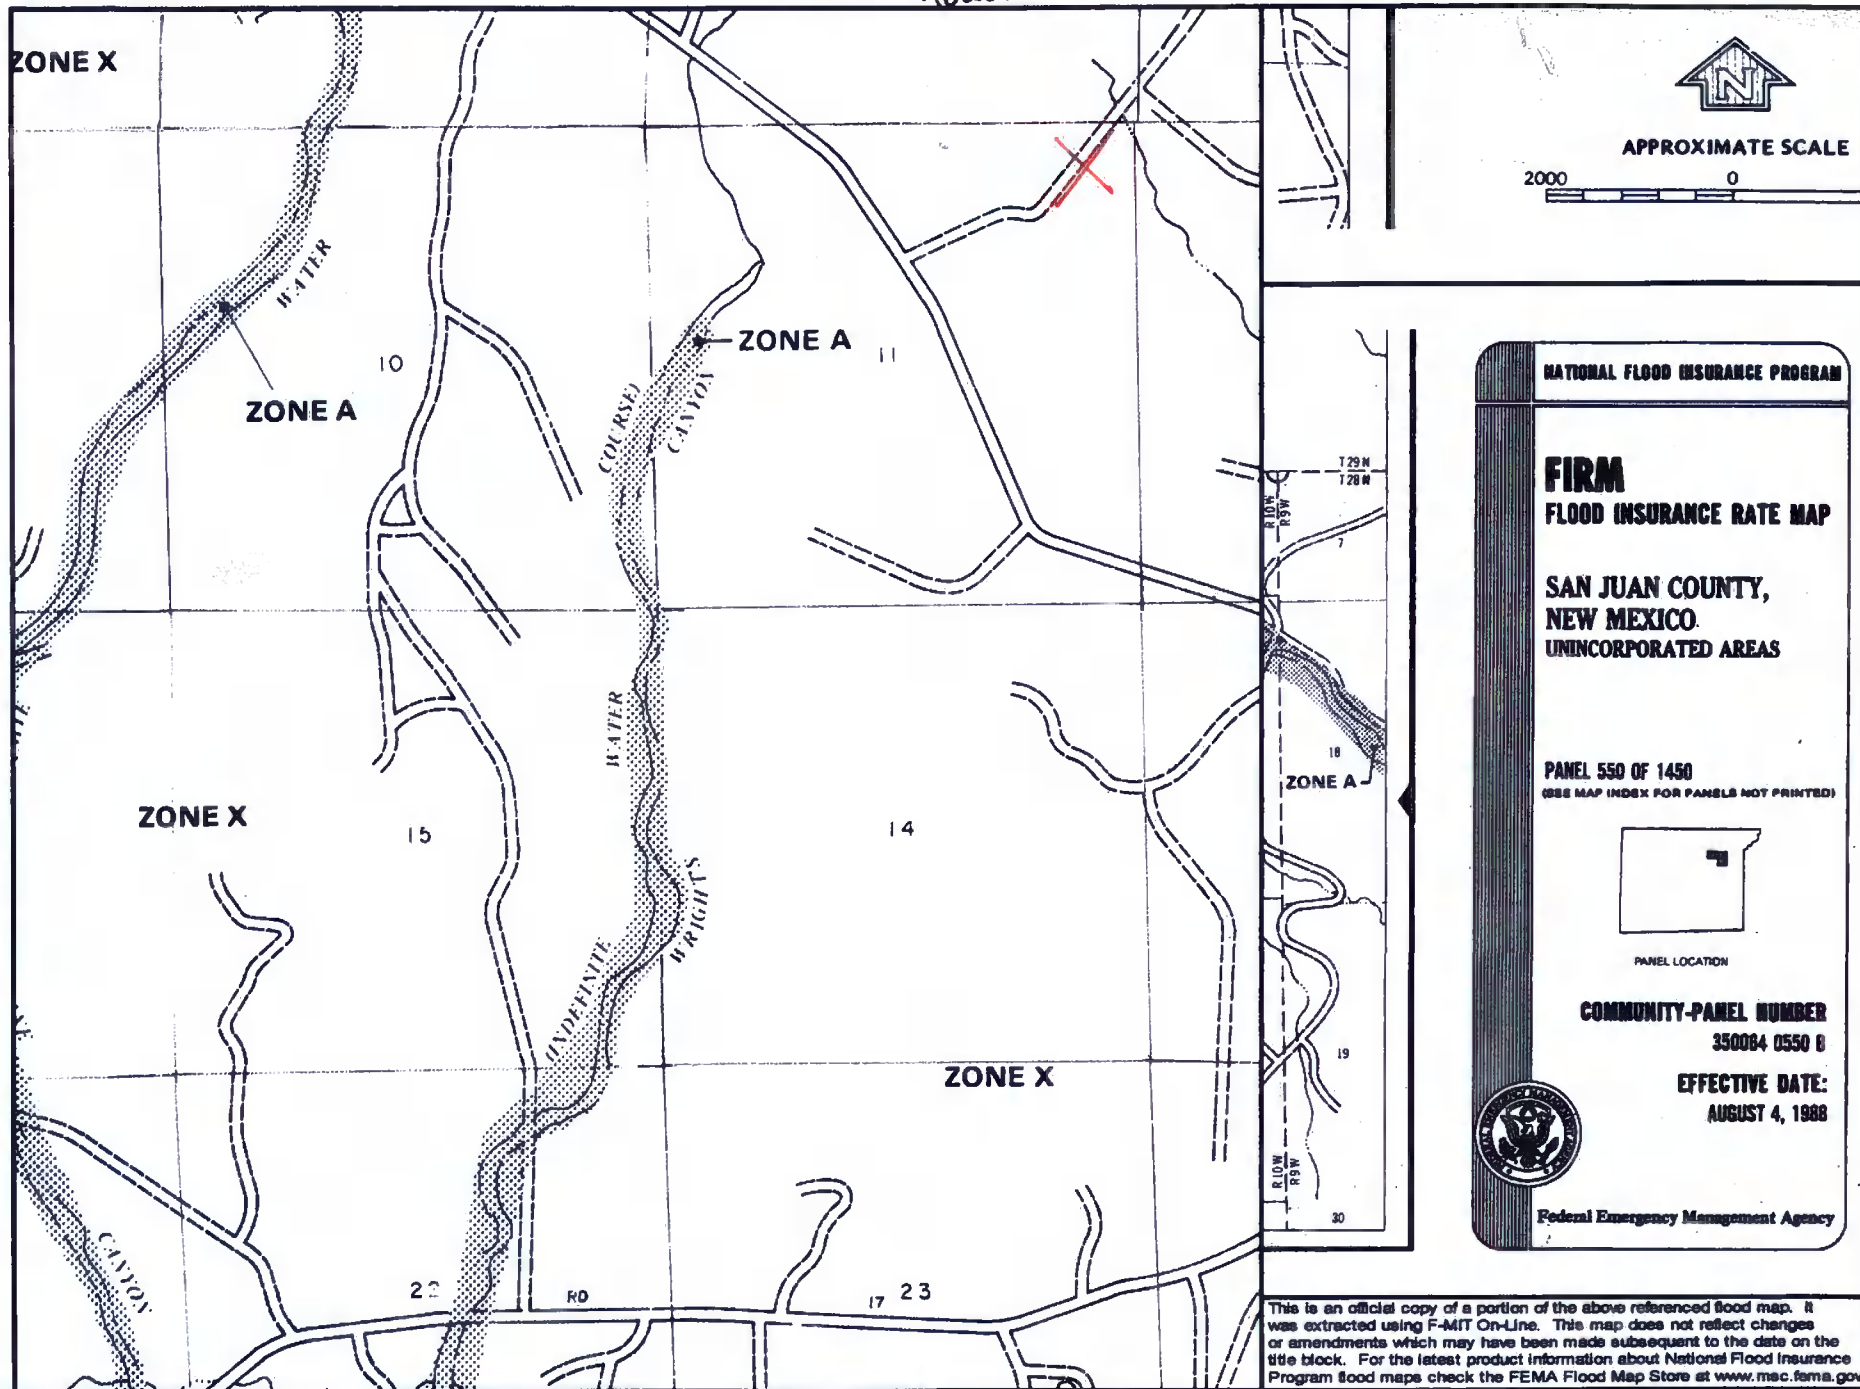 ZONE X
WATER
ZONE A
10
ZONE A
11
COURSE
CANYON
WATER
ZONE X
15
14
WRIGHTS
UNDEFINITE
ZONE X
CANYON
22
RD
17
23
T29N
T28N
R10W
R9W
7
18
ZONE A
19
R10W
R9W
30
N
APPROXIMATE SCALE
2000 0
NATIONAL FLOOD INSURANCE PROGRAM
FIRM
FLOOD INSURANCE RATE MAP
SAN JUAN COUNTY,
NEW MEXICO
UNINCORPORATED AREAS
PANEL 550 OF 1450
(SEE MAP INDEX FOR PANELS NOT PRINTED)
PANEL LOCATION
COMMUNITY-PANEL NUMBER
350064 0550 B
EFFECTIVE DATE:
AUGUST 4, 1988
Federal Emergency Management Agency
This is an official copy of a portion of the above referenced flood map. It
was extracted using F-MIT On-Line. This map does not reflect changes
or amendments which may have been made subsequent to the date on the
title block. For the latest product information about National Flood Insurance
Program flood maps check the FEMA Flood Map Store at www.msc.fema.gov